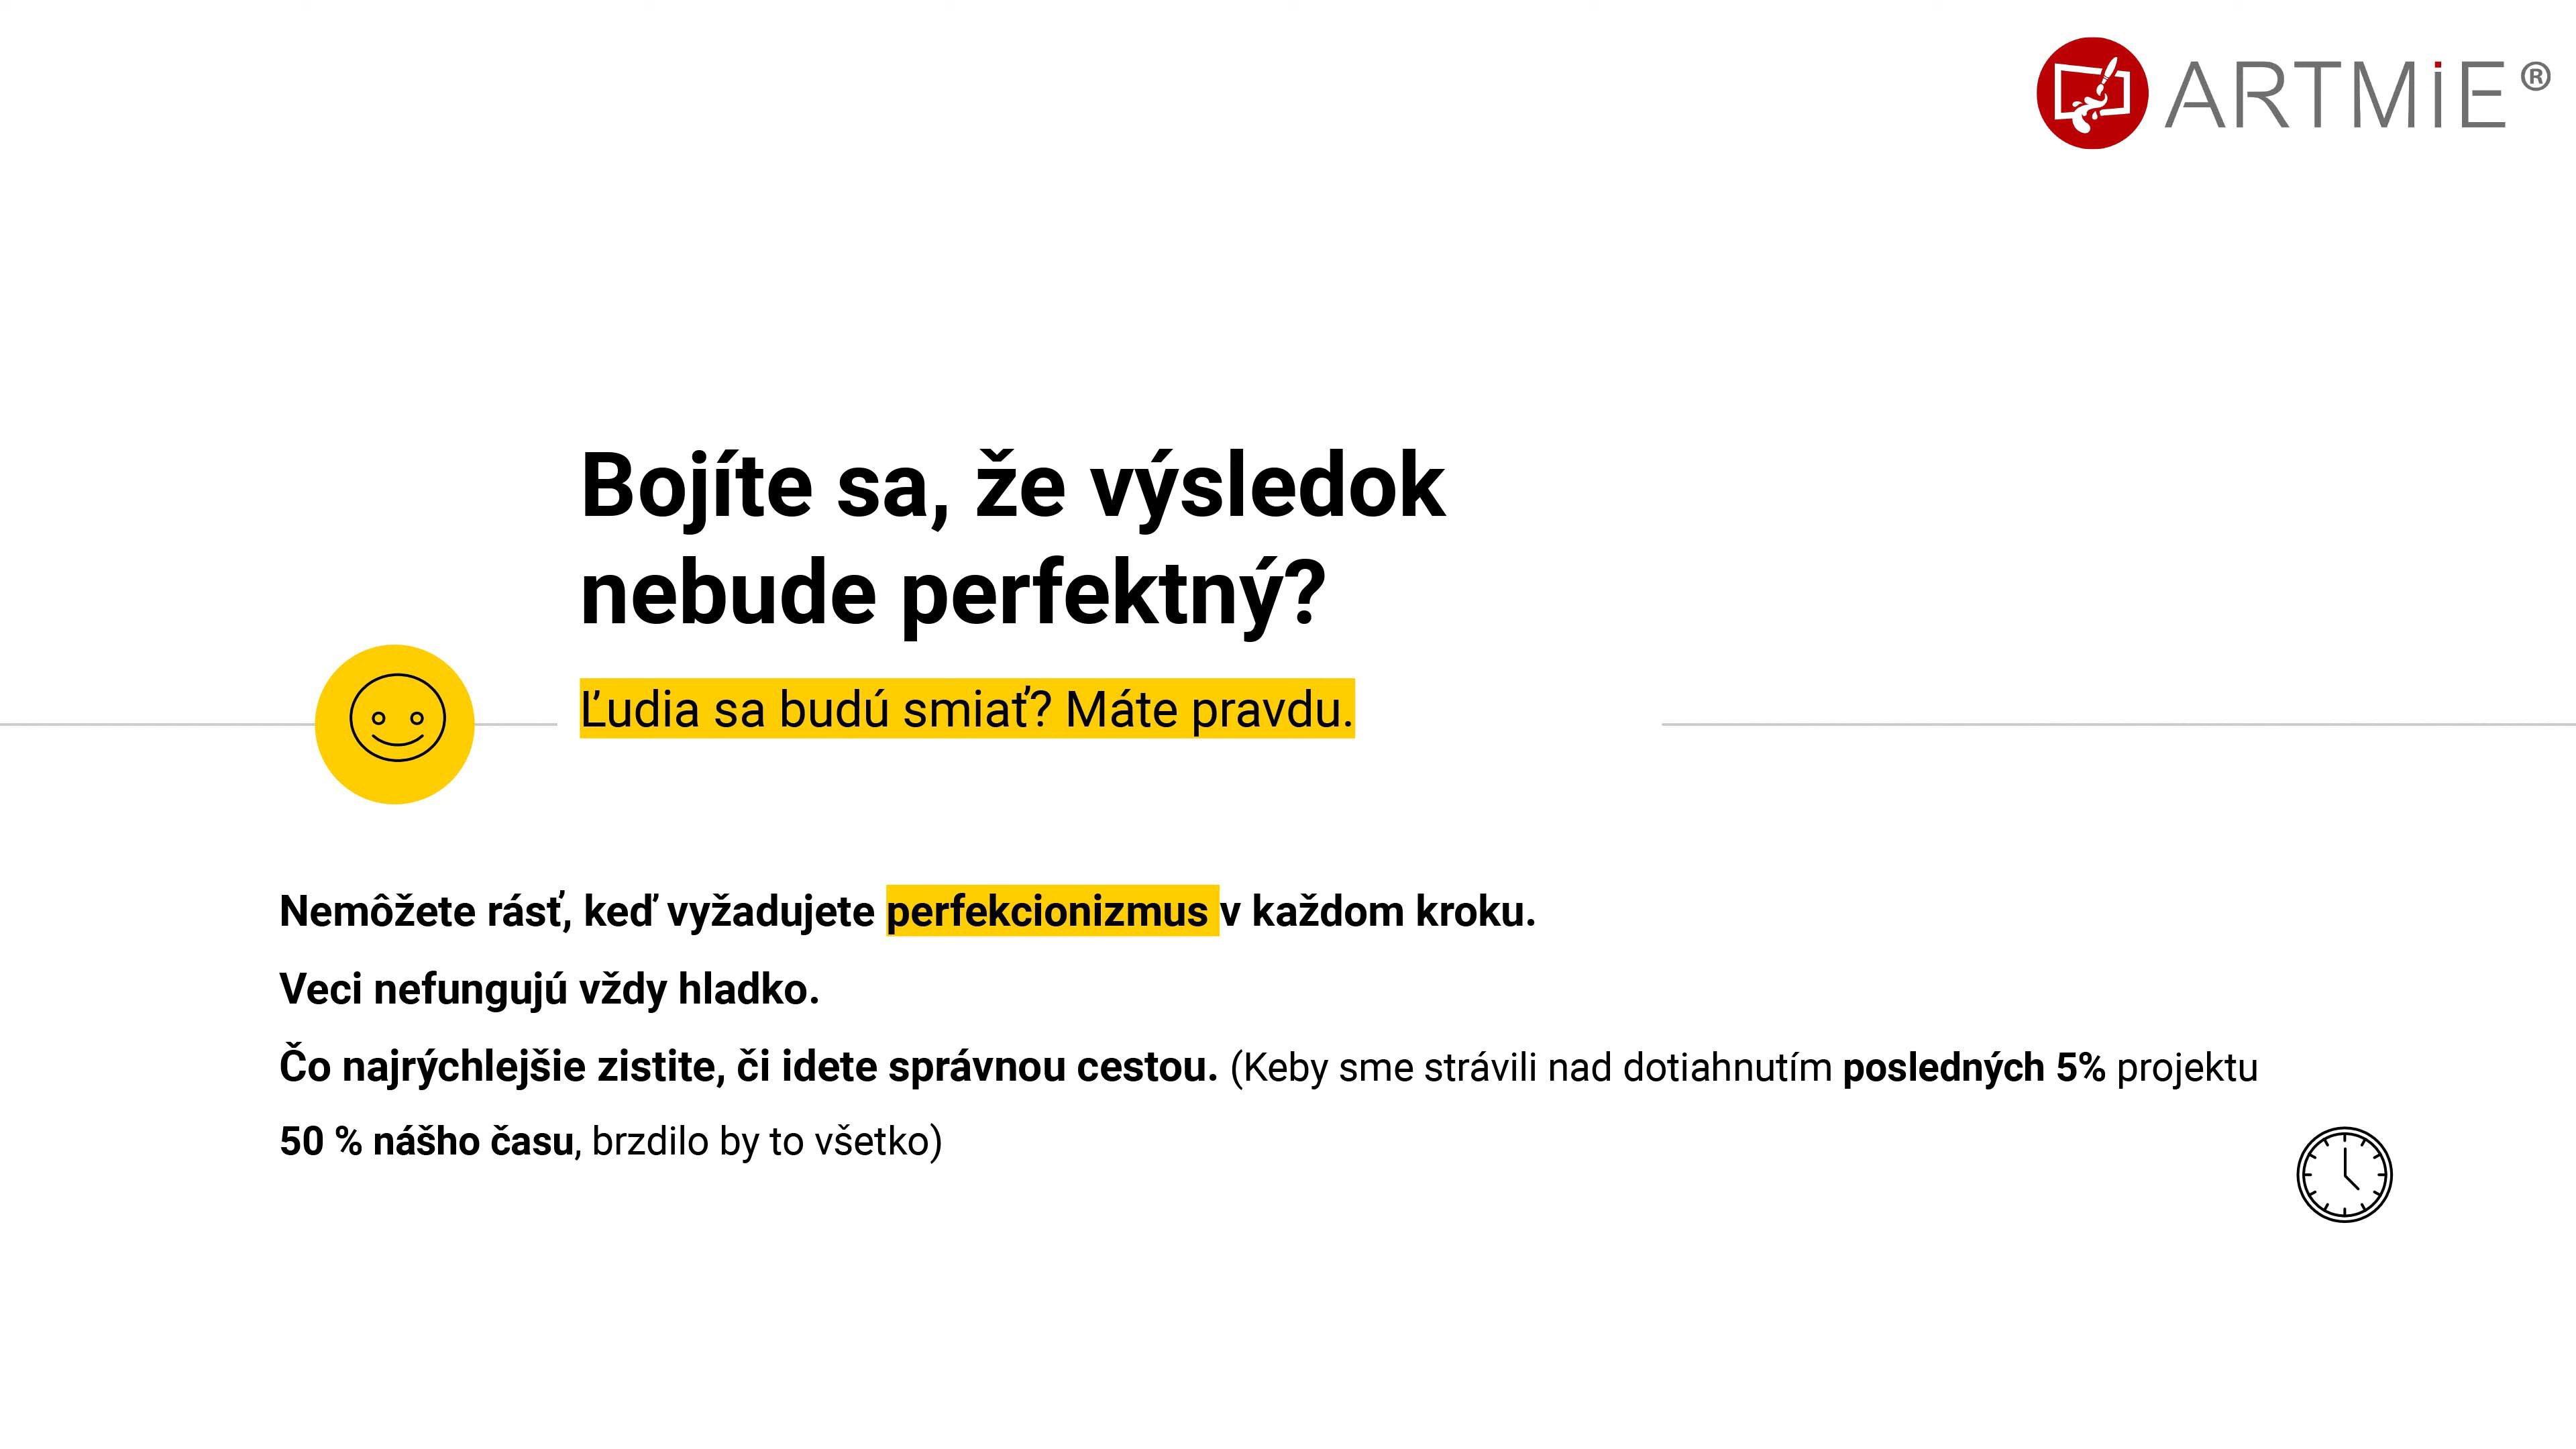 ARTMiE®
Bojíte sa, že výsledok
nebude perfektný?
Ľudia sa budú smiať? Máte pravdu.
Nemôžete rásť, keď vyžadujete perfekcionizmus v každom kroku.
Veci nefungujú vždy hladko.
Čo najrýchlejšie zistite, či idete správnou cestou. (Keby sme strávili nad dotiahnutím posledných 5% projektu
50 % nášho času, brzdilo by to všetko)